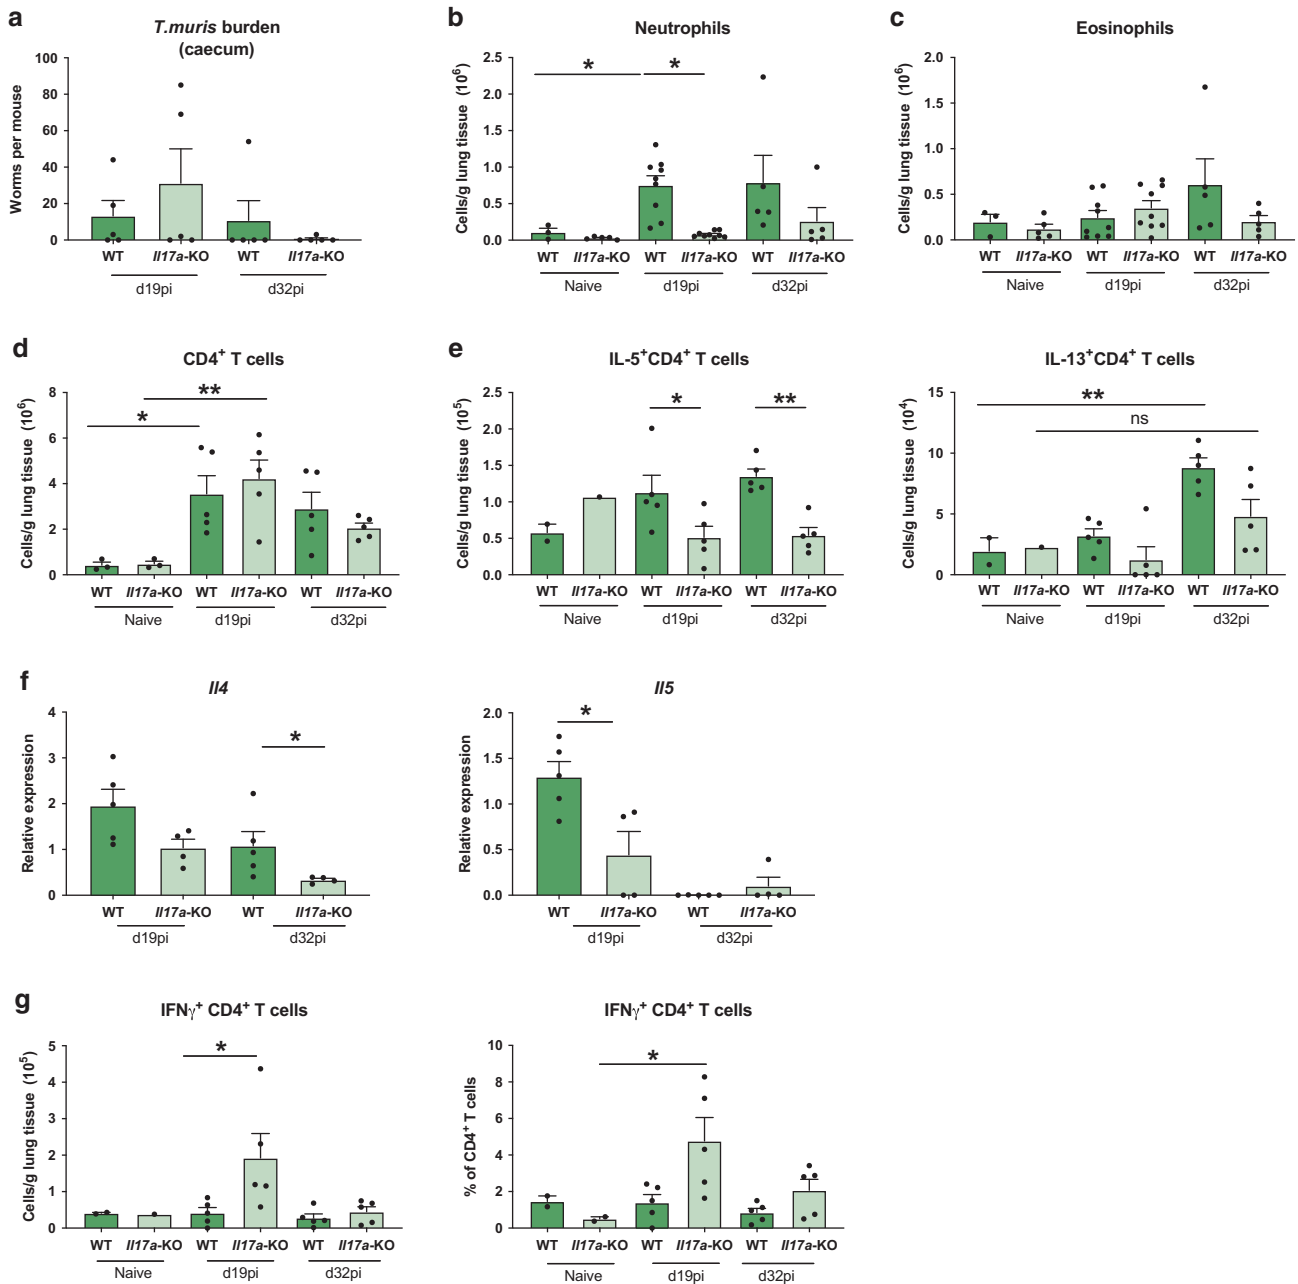 a
T.muris burden
(caecum)
Worms per mouse
100
80
60
40
20
0
WT Il17a-KO WT Il17a-KO
d19pi d32pi
b
Neutrophils
Cells/g lung tissue (10⁶)
2.5
2.0
1.5
1.0
0.5
0.0
* *
WT Il17a-KO WT Il17a-KO WT Il17a-KO
Naive d19pi d32pi
c
Eosinophils
Cells/g lung tissue (10⁶)
2.0
1.5
1.0
0.5
0.0
WT Il17a-KO WT Il17a-KO WT Il17a-KO
Naive d19pi d32pi
d
CD4⁺ T cells
Cells/g lung tissue (10⁶)
8
6
4
2
0
**
*
WT Il17a-KO WT Il17a-KO WT Il17a-KO
Naive d19pi d32pi
e
IL-5⁺CD4⁺ T cells
Cells/g lung tissue (10⁵)
2.5
2.0
1.5
1.0
0.5
0.0
* **
WT Il17a-KO WT Il17a-KO WT Il17a-KO
Naive d19pi d32pi
IL-13⁺CD4⁺ T cells
Cells/g lung tissue (10⁴)
15
10
5
0
**
ns
WT Il17a-KO WT Il17a-KO WT Il17a-KO
Naive d19pi d32pi
f
Il4
Relative expression
4
3
2
1
0
*
WT Il17a-KO WT Il17a-KO
d19pi d32pi
Il5
Relative expression
2.0
1.5
1.0
0.5
0.0
*
WT Il17a-KO WT Il17a-KO
d19pi d32pi
g
IFNγ⁺ CD4⁺ T cells
Cells/g lung tissue (10⁵)
5
4
3
2
1
0
*
WT Il17a-KO WT Il17a-KO WT Il17a-KO
Naive d19pi d32pi
IFNγ⁺ CD4⁺ T cells
% of CD4⁺ T cells
10
8
6
4
2
0
*
WT Il17a-KO WT Il17a-KO WT Il17a-KO
Naive d19pi d32pi